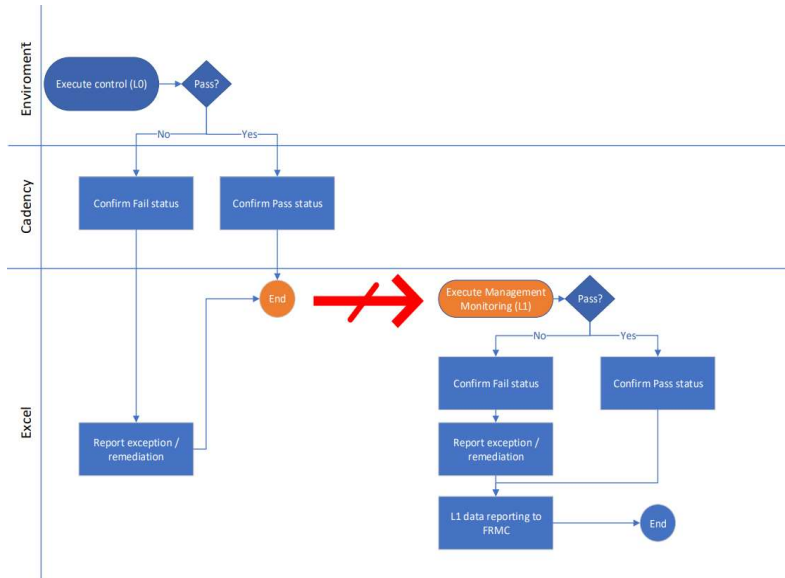 Enviroment
Execute control (L0)
Pass?
No
Yes
Cadency
Confirm Fail status
Confirm Pass status
Excel
End
Execute Management
Monitoring (L1)
Pass?
No
Yes
Confirm Fail status
Confirm Pass status
Report exception /
remediation
Report exception /
remediation
L1 data reporting to
FRMC
End